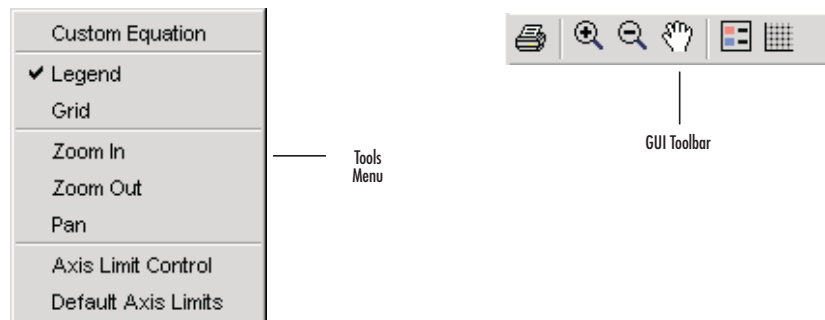 Custom Equation
Legend
Grid
Zoom In
Zoom Out
Pan
Axis Limit Control
Default Axis Limits
Tools
Menu
GUI Toolbar